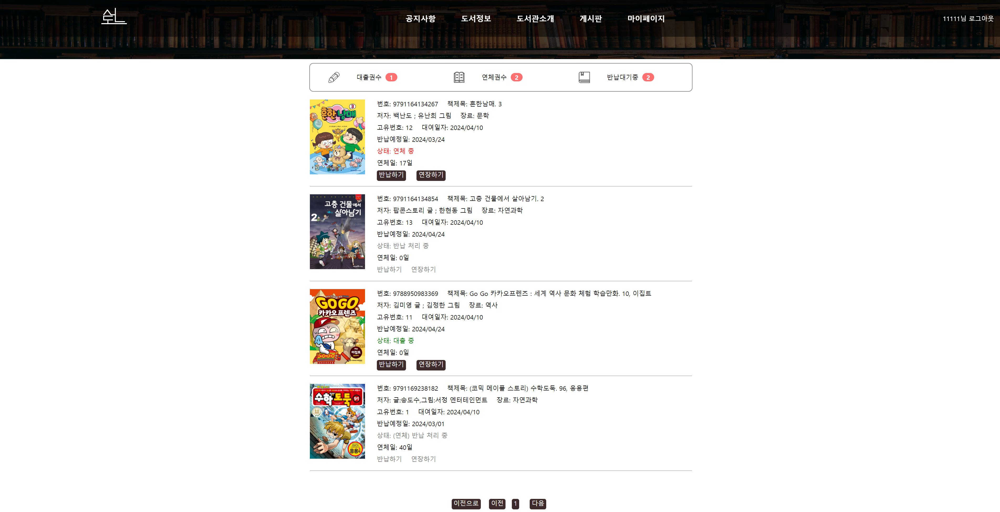 쉼도
공지사항 도서정보 도서관소개 게시판 마이페이지 11111님 로그아웃
대출권수 1 연체권수 2 반납대기중 2
흔한남매 3
번호: 9791164134267 책제목: 흔한남매. 3
저자: 백난도 ; 유난희 그림 장르: 문학
고유번호: 12 대여일자: 2024/04/10
반납예정일: 2024/03/24
상태: 연체 중
연체일: 17일
반납하기 연장하기
고층 건물에서
살아남기
2
번호: 9791164134854 책제목: 고층 건물에서 살아남기. 2
저자: 팝콘스토리 글 ; 한현동 그림 장르: 자연과학
고유번호: 13 대여일자: 2024/04/10
반납예정일: 2024/04/24
상태: 반납 처리 중
연체일: 0일
반납하기 연장하기
GO GO
카카오프렌즈
10
이집트
EGYPT
번호: 9788950983369 책제목: Go Go 카카오프렌즈 : 세계 역사 문화 체험 학습만화. 10, 이집트
저자: 김미영 글 ; 김정한 그림 장르: 역사
고유번호: 11 대여일자: 2024/04/10
반납예정일: 2024/04/24
상태: 대출 중
연체일: 0일
반납하기 연장하기
수학도둑 91
응용편
번호: 9791169238182 책제목: (코믹 메이플 스토리) 수학도둑. 96, 응용편
저자: 글:송도수,그림:서정 엔터테인먼트 장르: 자연과학
고유번호: 1 대여일자: 2024/04/10
반납예정일: 2024/03/01
상태: (연체) 반납 처리 중
연체일: 40일
반납하기 연장하기
이전으로 이전 1 다음